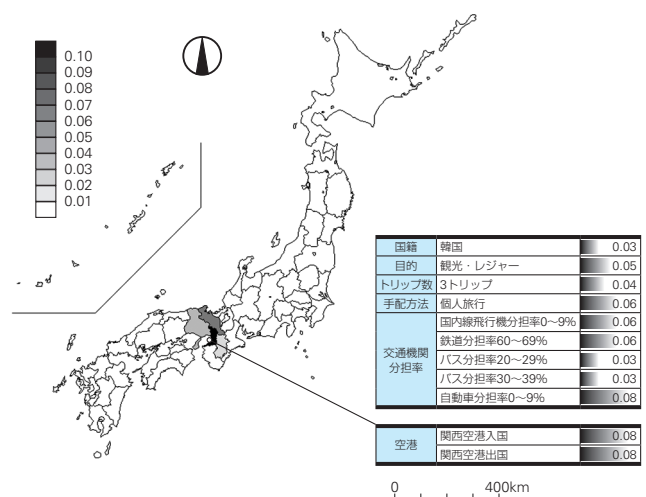 0.10
0.09
0.08
0.07
0.06
0.05
0.04
0.03
0.02
0.01
国籍 韓国 0.03
目的 観光・レジャー 0.05
トリップ数 3トリップ 0.04
手配方法 個人旅行 0.06
交通機関分担率 国内線飛行機分担率0~9% 0.06
鉄道分担率60~69% 0.06
バス分担率20~29% 0.03
バス分担率30~39% 0.03
自動車分担率0~9% 0.08
空港 関西空港入国 0.08
関西空港出国 0.08
0 400km